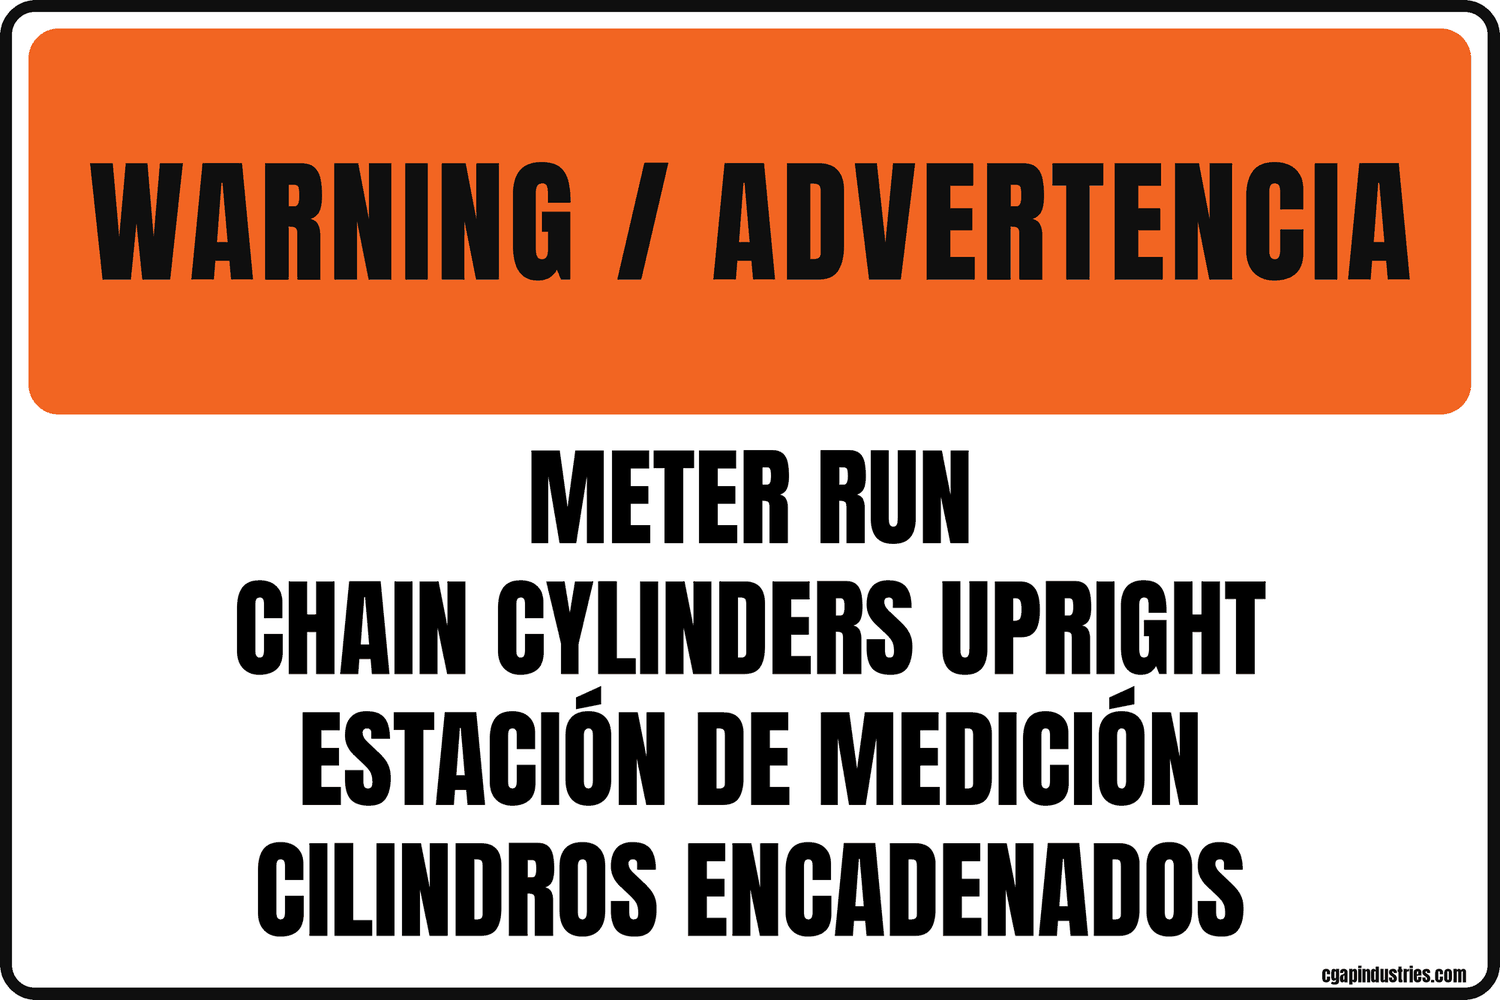 WARNING / ADVERTENCIA
METER RUN
CHAIN CYLINDERS UPRIGHT
ESTACIÓN DE MEDICIÓN
CILINDROS ENCADENADOS
cgapindustries.com